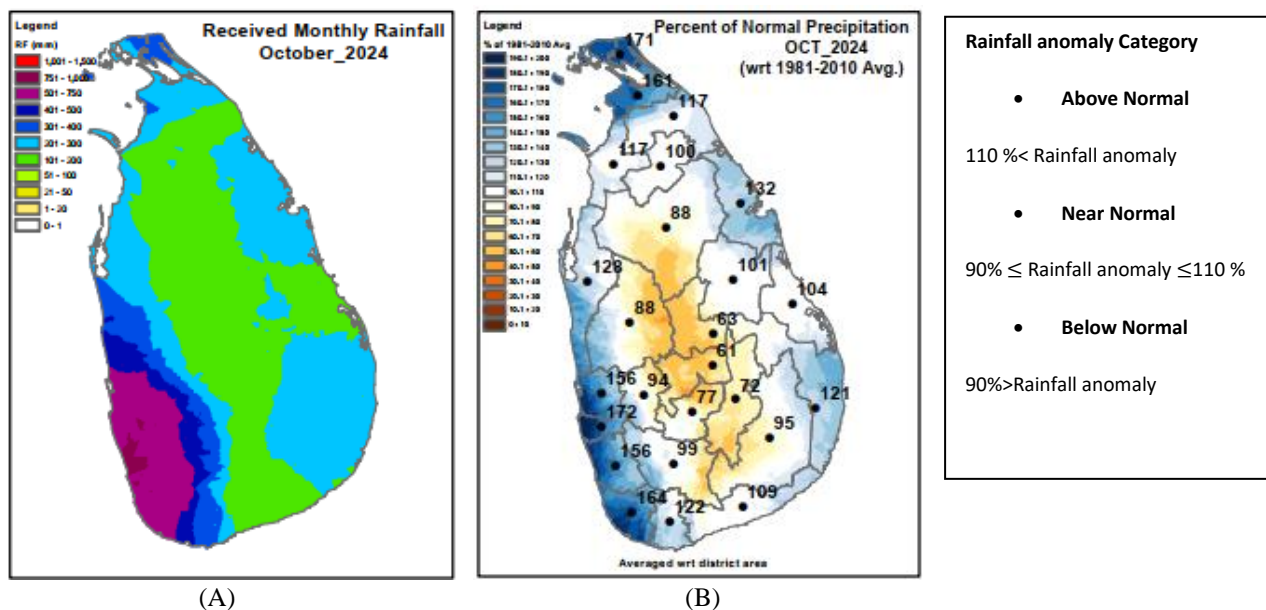 Legend
RF (mm)
1,001 - 1,500
751 - 1,000
501 - 750
401 - 500
301 - 400
201 - 300
101 - 200
51 - 100
21 - 50
1 - 20
0 - 1
Received Monthly Rainfall
October_2024
(A)
Legend
% of 1981-2010 Avg
Percent of Normal Precipitation
OCT_2024
(wrt 1981-2010 Avg.)
171
161
117
117
100
132
88
128
101
104
88
63
61
156
94
77
72
121
172
95
156
99
164
122
109
Averaged wrt district area
(B)
Rainfall anomaly Category
• Above Normal
110 %< Rainfall anomaly
• Near Normal
90% ≤ Rainfall anomaly ≤110 %
• Below Normal
90%>Rainfall anomaly